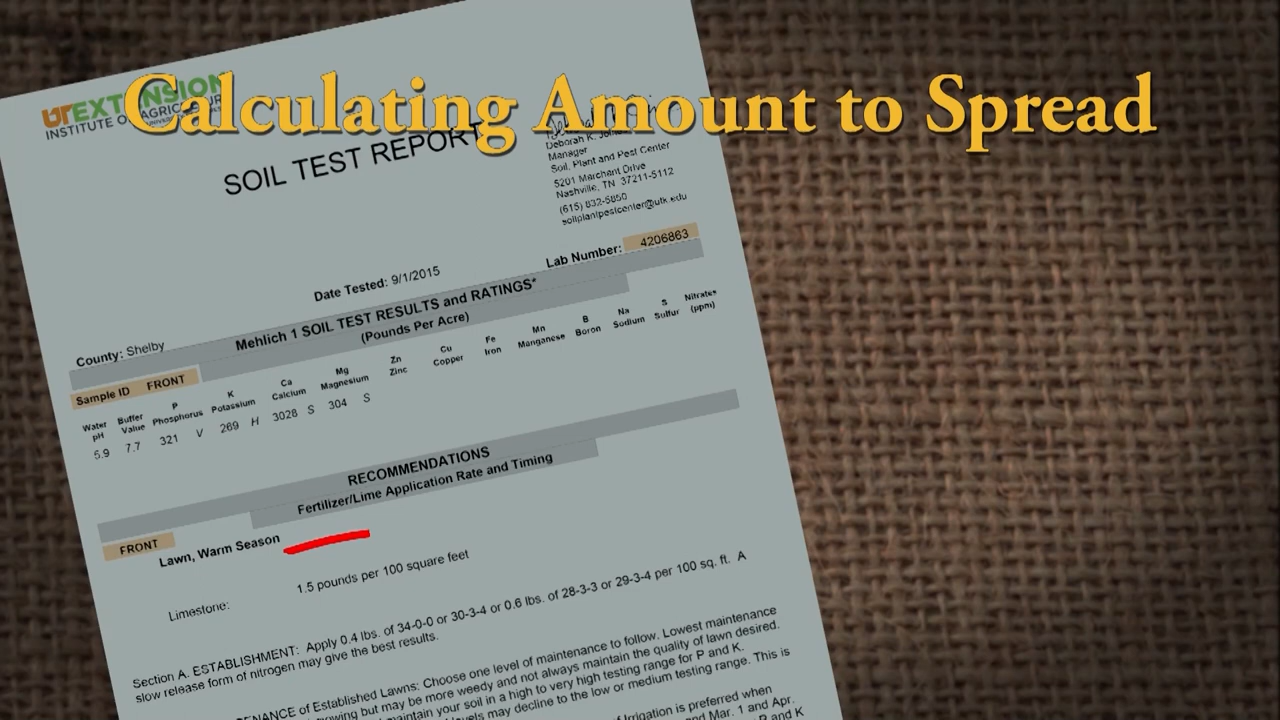 Calculating Amount to Spread
UTEXTENSION
INSTITUTE OF AGRICULTURE
SOIL TEST REPORT
Deborah K.
Manager
Soil, Plant and Pest Center
5201 Marchant Drive
Nashville, TN 37211-5112
(615) 832-5850
soilplantpestcenter@utk.edu
Date Tested: 9/1/2015
Lab Number: 4206863
County: Shelby
Mehlich 1 SOIL TEST RESULTS and RATINGS*
(Pounds Per Acre)
Sample ID FRONT
Water pH Buffer Value P Phosphorus K Potassium Ca Calcium Mg Magnesium Zn Zinc Cu Copper Fe Iron Mn Manganese B Boron Na Sodium S Sulfur Nitrates (ppm)
5.9 7.7 321 V 269 H 3028 S 304 S
RECOMMENDATIONS
Fertilizer/Lime Application Rate and Timing
FRONT
Lawn, Warm Season
Limestone: 1.5 pounds per 100 square feet
Section A. ESTABLISHMENT: Apply 0.4 lbs. of 34-0-0 or 30-3-4 or 0.6 lbs. of 28-3-3 or 29-3-4 per 100 sq. ft. A
slow release form of nitrogen may give the best results.
of Established Lawns: Choose one level of maintenance to follow. Lowest maintenance
but may be more weedy and not always maintain the quality of lawn desired.
your soil in a high to very high testing range for P and K.
may decline to the low or medium testing range. This is
of Irrigation is preferred when
and Mar. 1 and Apr.
P and K